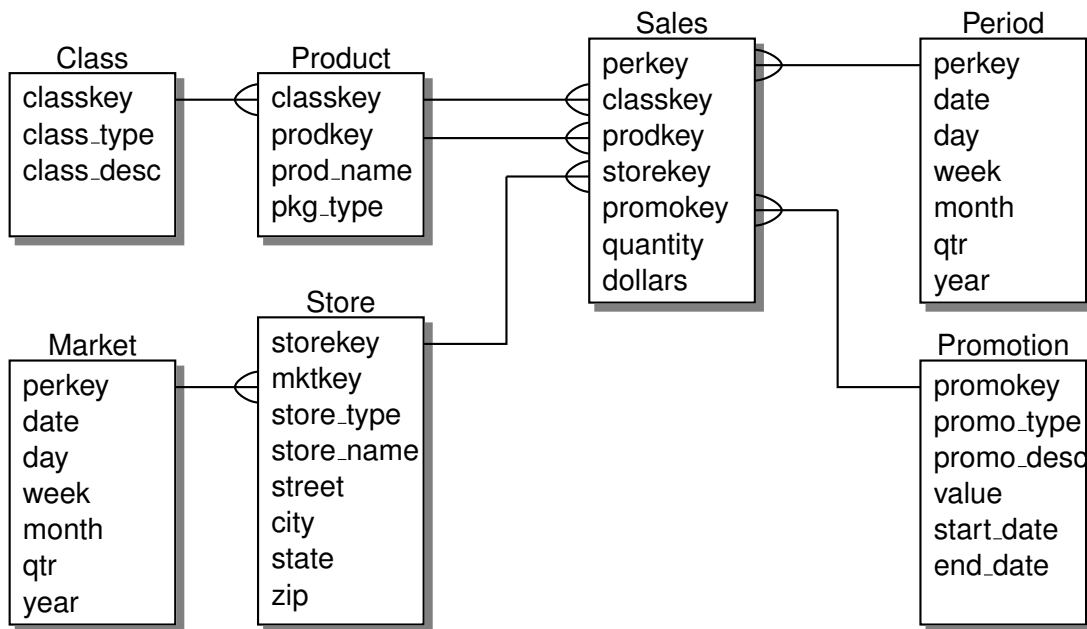 Class
classkey
class_type
class_desc
Product
classkey
prodkey
prod_name
pkg_type
Sales
perkey
classkey
prodkey
storekey
promokey
quantity
dollars
Period
perkey
date
day
week
month
qtr
year
Market
perkey
date
day
week
month
qtr
year
Store
storekey
mktkey
store_type
store_name
street
city
state
zip
Promotion
promokey
promo_type
promo_desc
value
start_date
end_date